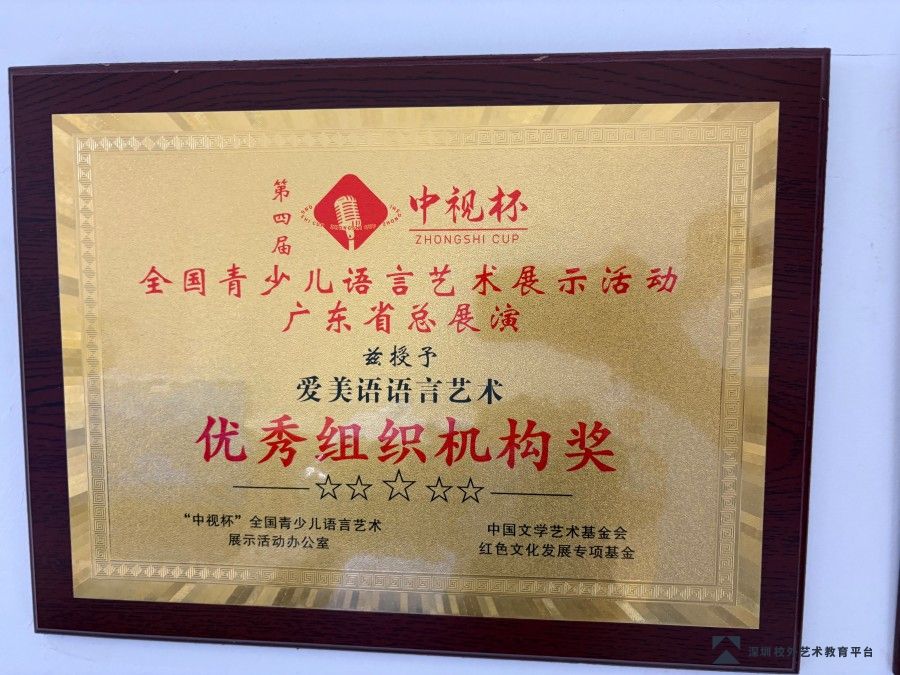 第四届
中视杯
ZHONGSHI CUP
全国青少儿语言艺术展示活动
广东省总展演
兹授予
爱美语语言艺术
优秀组织机构奖
“中视杯”全国青少儿语言艺术
展示活动办公室
中国文学艺术基金会
红色文化发展专项基金
深圳校外艺术教育平台